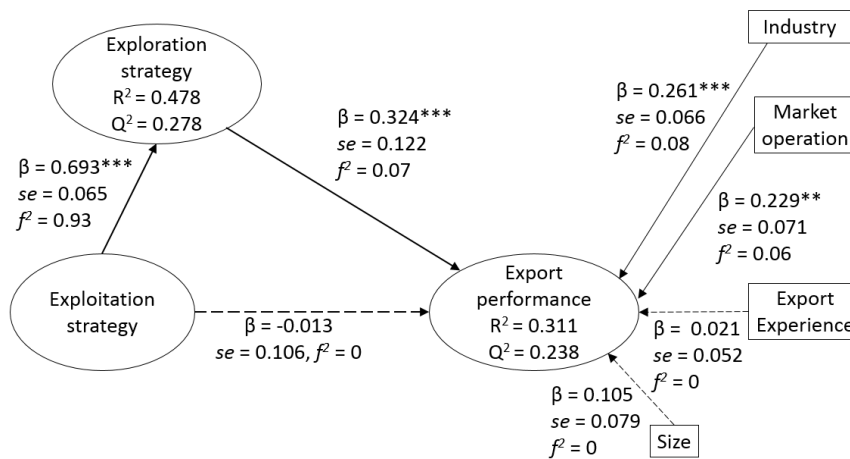 Exploration
strategy
R² = 0.478
Q² = 0.278
β = 0.693***
se = 0.065
f² = 0.93
Exploitation
strategy
β = 0.324***
se = 0.122
f² = 0.07
β = -0.013
se = 0.106, f² = 0
Export
performance
R² = 0.311
Q² = 0.238
Industry
β = 0.261***
se = 0.066
f² = 0.08
Market
operation
β = 0.229**
se = 0.071
f² = 0.06
Export
Experience
β = 0.021
se = 0.052
f² = 0
β = 0.105
se = 0.079
f² = 0
Size